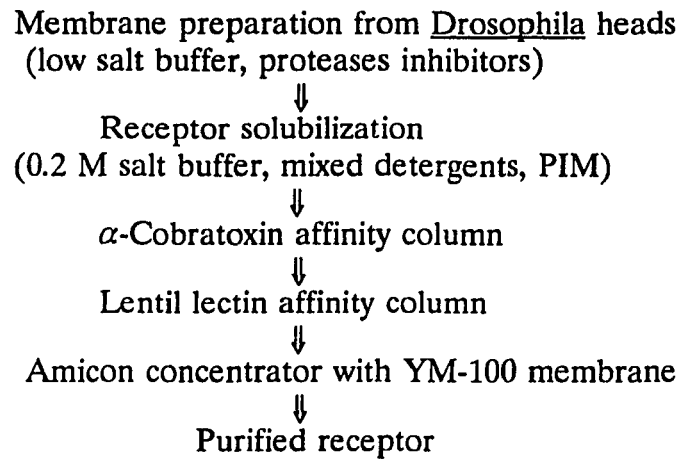 Membrane preparation from Drosophila heads
(low salt buffer, proteases inhibitors)
⇓
Receptor solubilization
(0.2 M salt buffer, mixed detergents, PIM)
⇓
α-Cobratoxin affinity column
⇓
Lentil lectin affinity column
⇓
Amicon concentrator with YM-100 membrane
⇓
Purified receptor